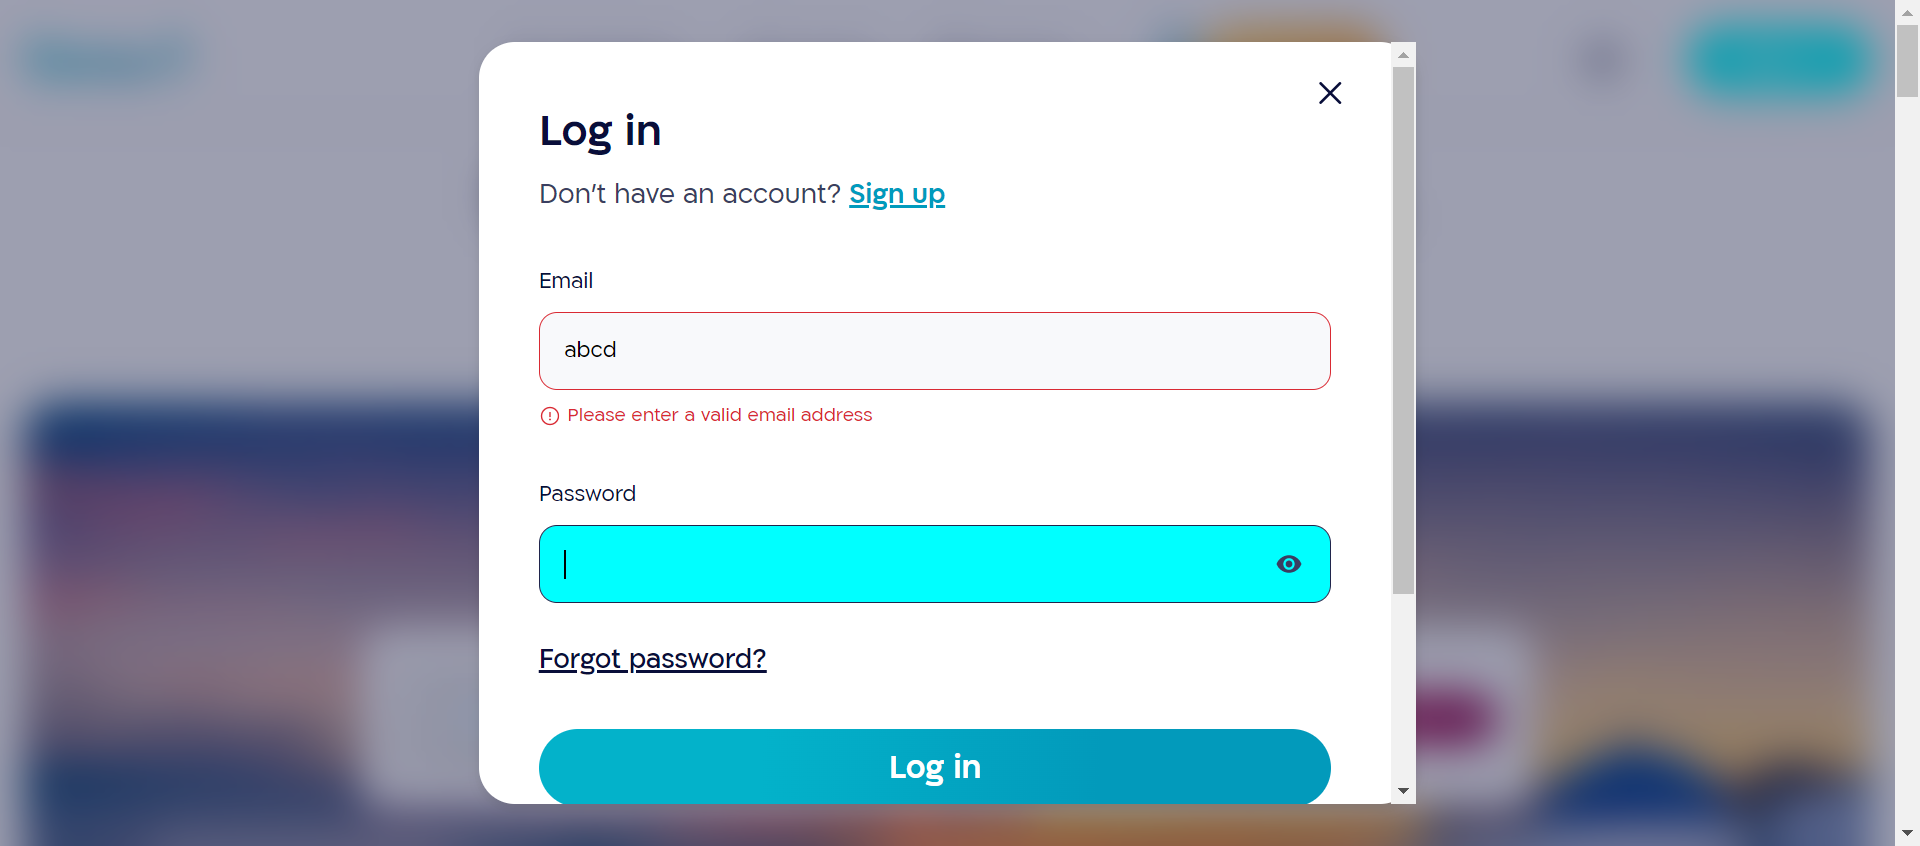 Log in
Don't have an account? Sign up
Email
abcd
Please enter a valid email address
Password
Forgot password?
Log in